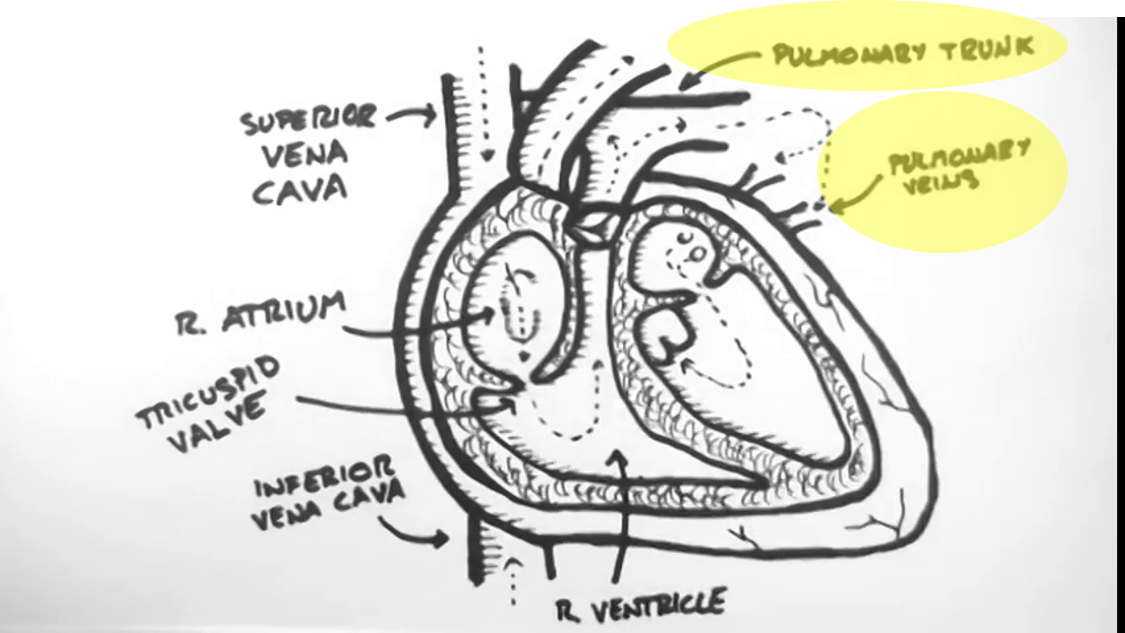 PULMONARY TRUNK
SUPERIOR
VENA
CAVA
PULMONARY
VEINS
R. ATRIUM
TRICUSPID
VALVE
INFERIOR
VENA CAVA
R. VENTRICLE